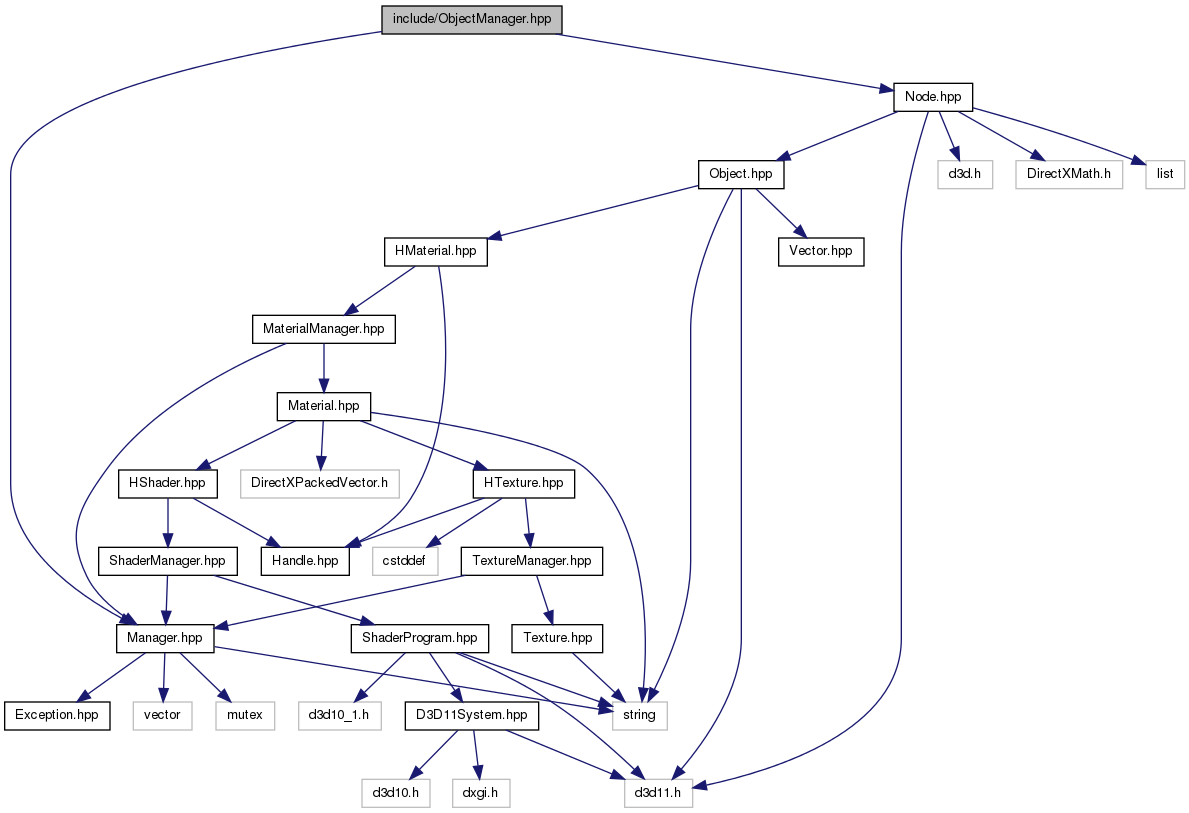 include/ObjectManager.hpp
Node.hpp
Object.hpp
d3d.h
DirectXMath.h
list
HMaterial.hpp
Vector.hpp
MaterialManager.hpp
Material.hpp
HShader.hpp
DirectXPackedVector.h
HTexture.hpp
ShaderManager.hpp
Handle.hpp
cstddef
TextureManager.hpp
Manager.hpp
ShaderProgram.hpp
Texture.hpp
Exception.hpp
vector
mutex
d3d10_1.h
D3D11System.hpp
string
d3d10.h
dxgi.h
d3d11.h